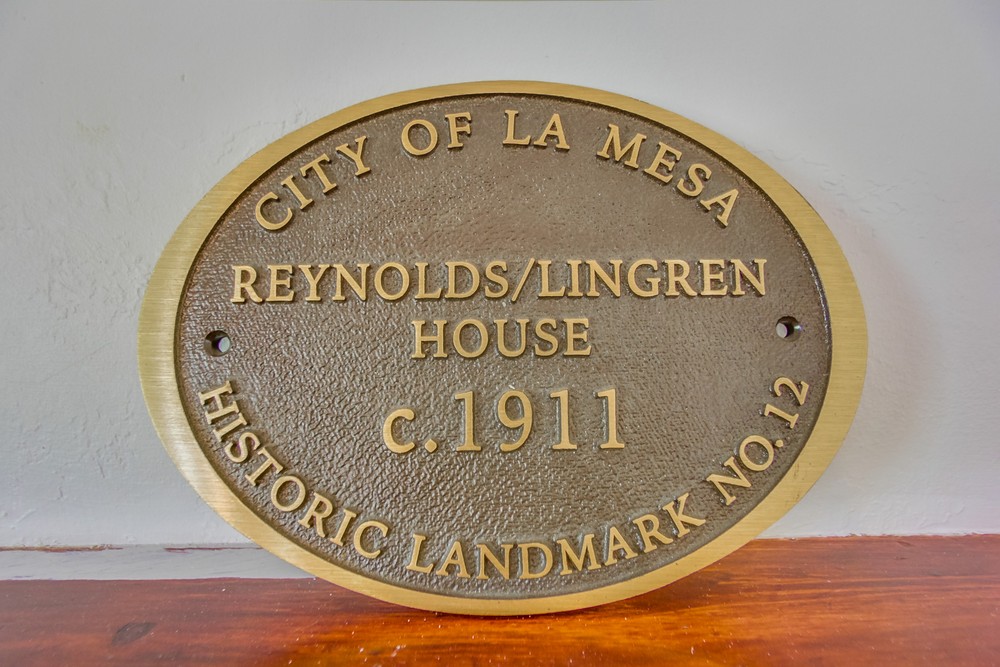 CITY OF LA MESA
REYNOLDS/LINGREN
HOUSE
c.1911
HISTORIC LANDMARK NO. 12